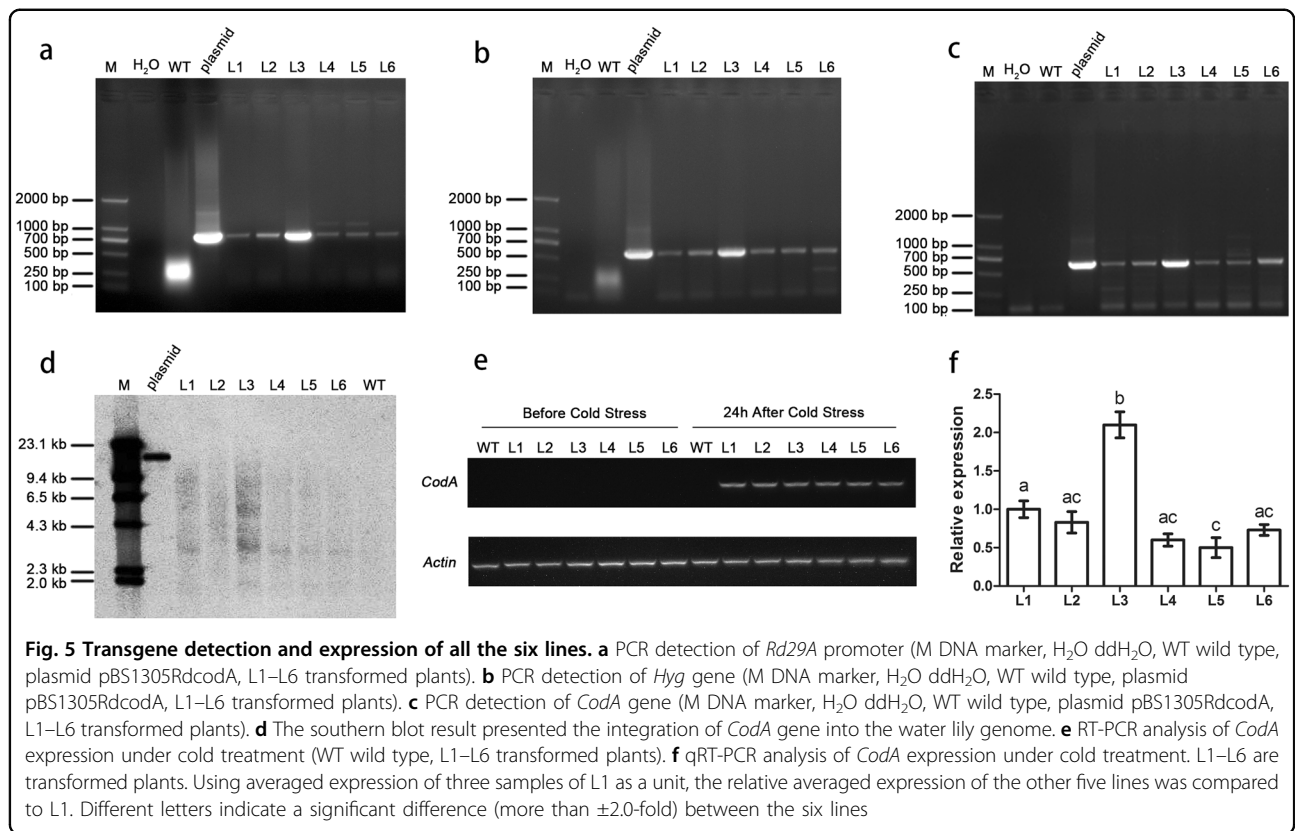 a
M H₂O WT plasmid L1 L2 L3 L4 L5 L6
2000 bp
1000 bp
700 bp
500 bp
250 bp
100 bp
b
M H₂O WT plasmid L1 L2 L3 L4 L5 L6
2000 bp
1000 bp
700 bp
500 bp
250 bp
100 bp
c
M H₂O WT plasmid L1 L2 L3 L4 L5 L6
2000 bp
1000 bp
700 bp
500 bp
250 bp
100 bp
d
M plasmid L1 L2 L3 L4 L5 L6 WT
23.1 kb
9.4 kb
6.5 kb
4.3 kb
2.3 kb
2.0 kb
e
Before Cold Stress 24h After Cold Stress
WT L1 L2 L3 L4 L5 L6 WT L1 L2 L3 L4 L5 L6
CodA
Actin
f
Relative expression
2.5
2.0
1.5
1.0
0.5
0.0
a ac b ac c ac
L1 L2 L3 L4 L5 L6
Fig. 5 Transgene detection and expression of all the six lines. a PCR detection of Rd29A promoter (M DNA marker, H₂O ddH₂O, WT wild type,
plasmid pBS1305RdcodA, L1–L6 transformed plants). b PCR detection of Hyg gene (M DNA marker, H₂O ddH₂O, WT wild type, plasmid
pBS1305RdcodA, L1–L6 transformed plants). c PCR detection of CodA gene (M DNA marker, H₂O ddH₂O, WT wild type, plasmid pBS1305RdcodA,
L1–L6 transformed plants). d The southern blot result presented the integration of CodA gene into the water lily genome. e RT-PCR analysis of CodA
expression under cold treatment (WT wild type, L1–L6 transformed plants). f qRT-PCR analysis of CodA expression under cold treatment. L1–L6 are
transformed plants. Using averaged expression of three samples of L1 as a unit, the relative averaged expression of the other five lines was compared
to L1. Different letters indicate a significant difference (more than ±2.0-fold) between the six lines